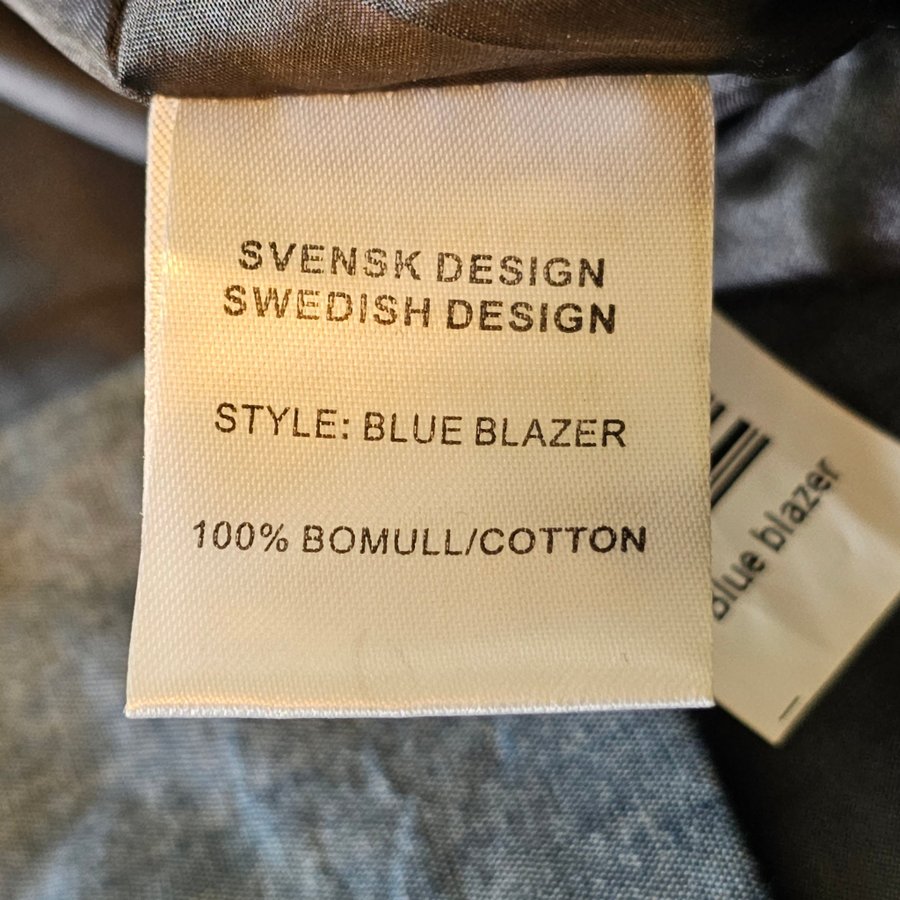 SVENSK DESIGN
SWEDISH DESIGN
STYLE: BLUE BLAZER
100% BOMULL/COTTON
Blue blazer